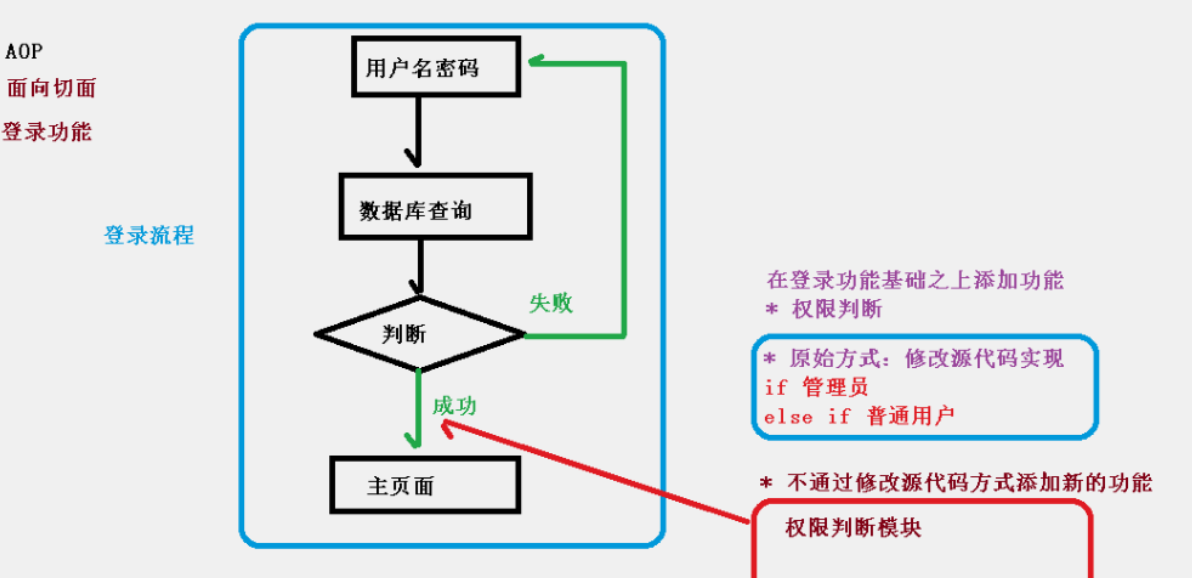 AOP
面向切面
登录功能
登录流程
用户名密码
数据库查询
判断
失败
成功
主页面
在登录功能基础之上添加功能
* 权限判断
* 原始方式：修改源代码实现
if 管理员
else if 普通用户
* 不通过修改源代码方式添加新的功能
权限判断模块